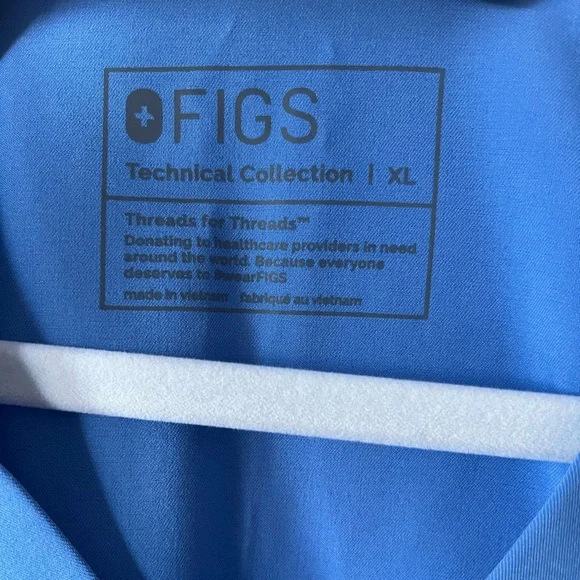 FIGS
Technical Collection | XL
Threads for Threads™
Donating to healthcare providers in need
around the world. Because everyone
deserves to #wearFIGS
made in vietnam fabriqué au vietnam